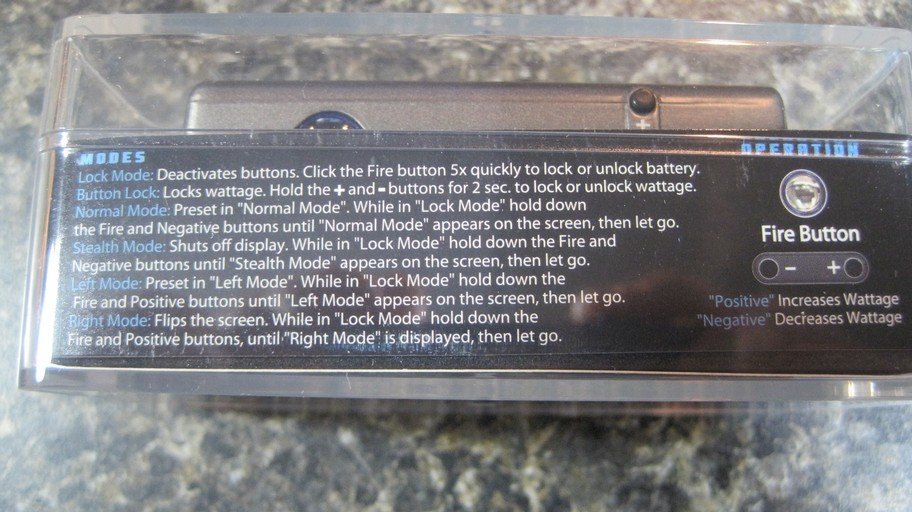 MODES
Lock Mode: Deactivates buttons. Click the Fire button 5x quickly to lock or unlock battery.
Button Lock: Locks wattage. Hold the + and - buttons for 2 sec. to lock or unlock wattage.
Normal Mode: Preset in "Normal Mode". While in "Lock Mode" hold down
the Fire and Negative buttons until "Normal Mode" appears on the screen, then let go.
Stealth Mode: Shuts off display. While in "Lock Mode" hold down the Fire and
Negative buttons until "Stealth Mode" appears on the screen, then let go.
Left Mode: Preset in "Left Mode". While in "Lock Mode" hold down the
Fire and Positive buttons until "Left Mode" appears on the screen, then let go.
Right Mode: Flips the screen. While in "Lock Mode" hold down the
Fire and Positive buttons, until "Right Mode" is displayed, then let go.
OPERATION
Fire Button
- +
"Positive" Increases Wattage
"Negative" Decreases Wattage
+